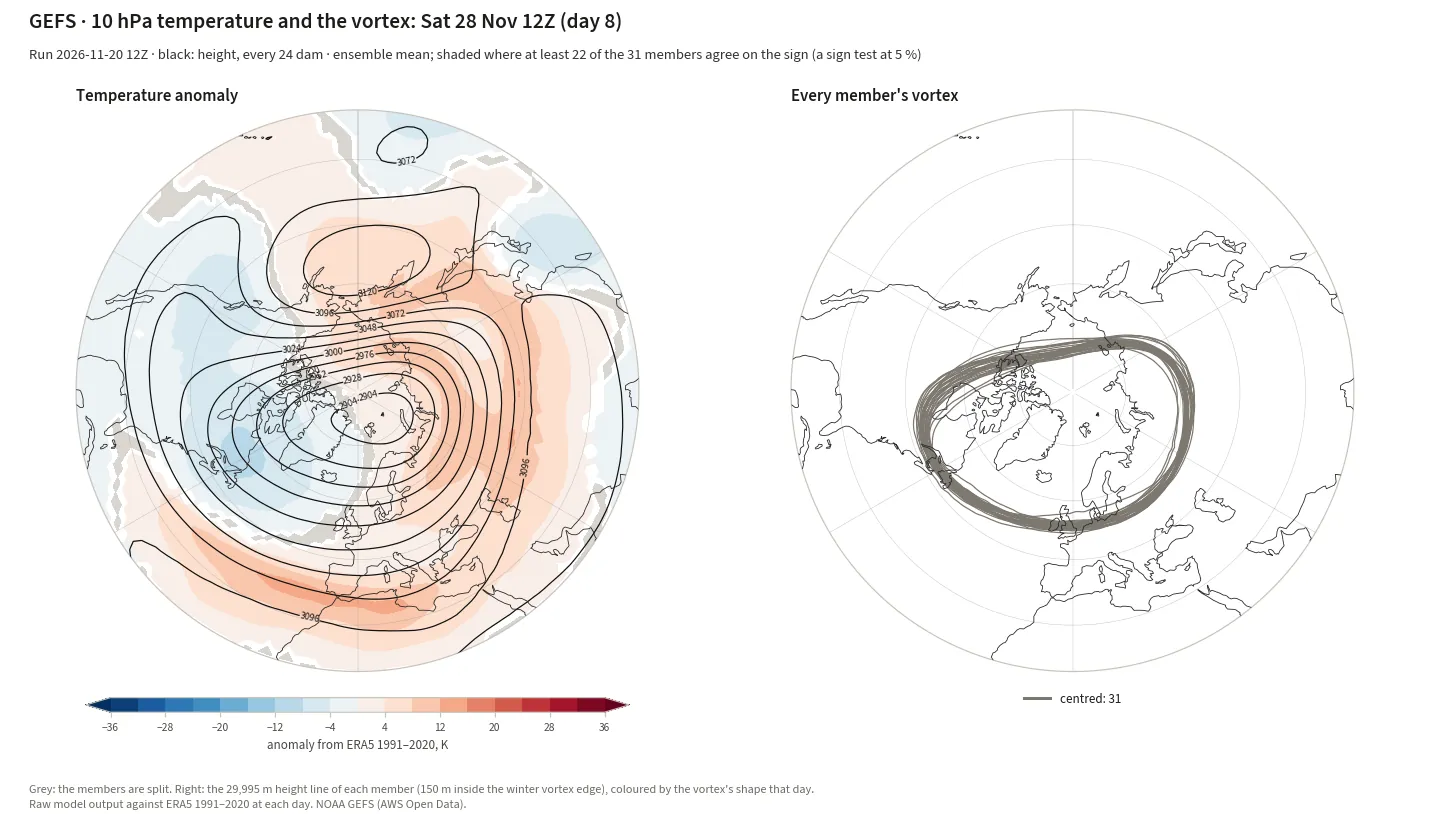 GEFS · 10 hPa temperature and the vortex: Sat 28 Nov 12Z (day 8)
Run 2026-11-20 12Z · black: height, every 24 dam · ensemble mean; shaded where at least 22 of the 31 members agree on the sign (a sign test at 5 %)
Temperature anomaly
Every member's vortex
3072
3120
3096
3072
3048
3024
3000
2976
2928
2904
2904
3096
3096
centred: 31
−36 −28 −20 −12 −4 4 12 20 28 36
anomaly from ERA5 1991–2020, K
Grey: the members are split. Right: the 29,995 m height line of each member (150 m inside the winter vortex edge), coloured by the vortex's shape that day.
Raw model output against ERA5 1991–2020 at each day. NOAA GEFS (AWS Open Data).